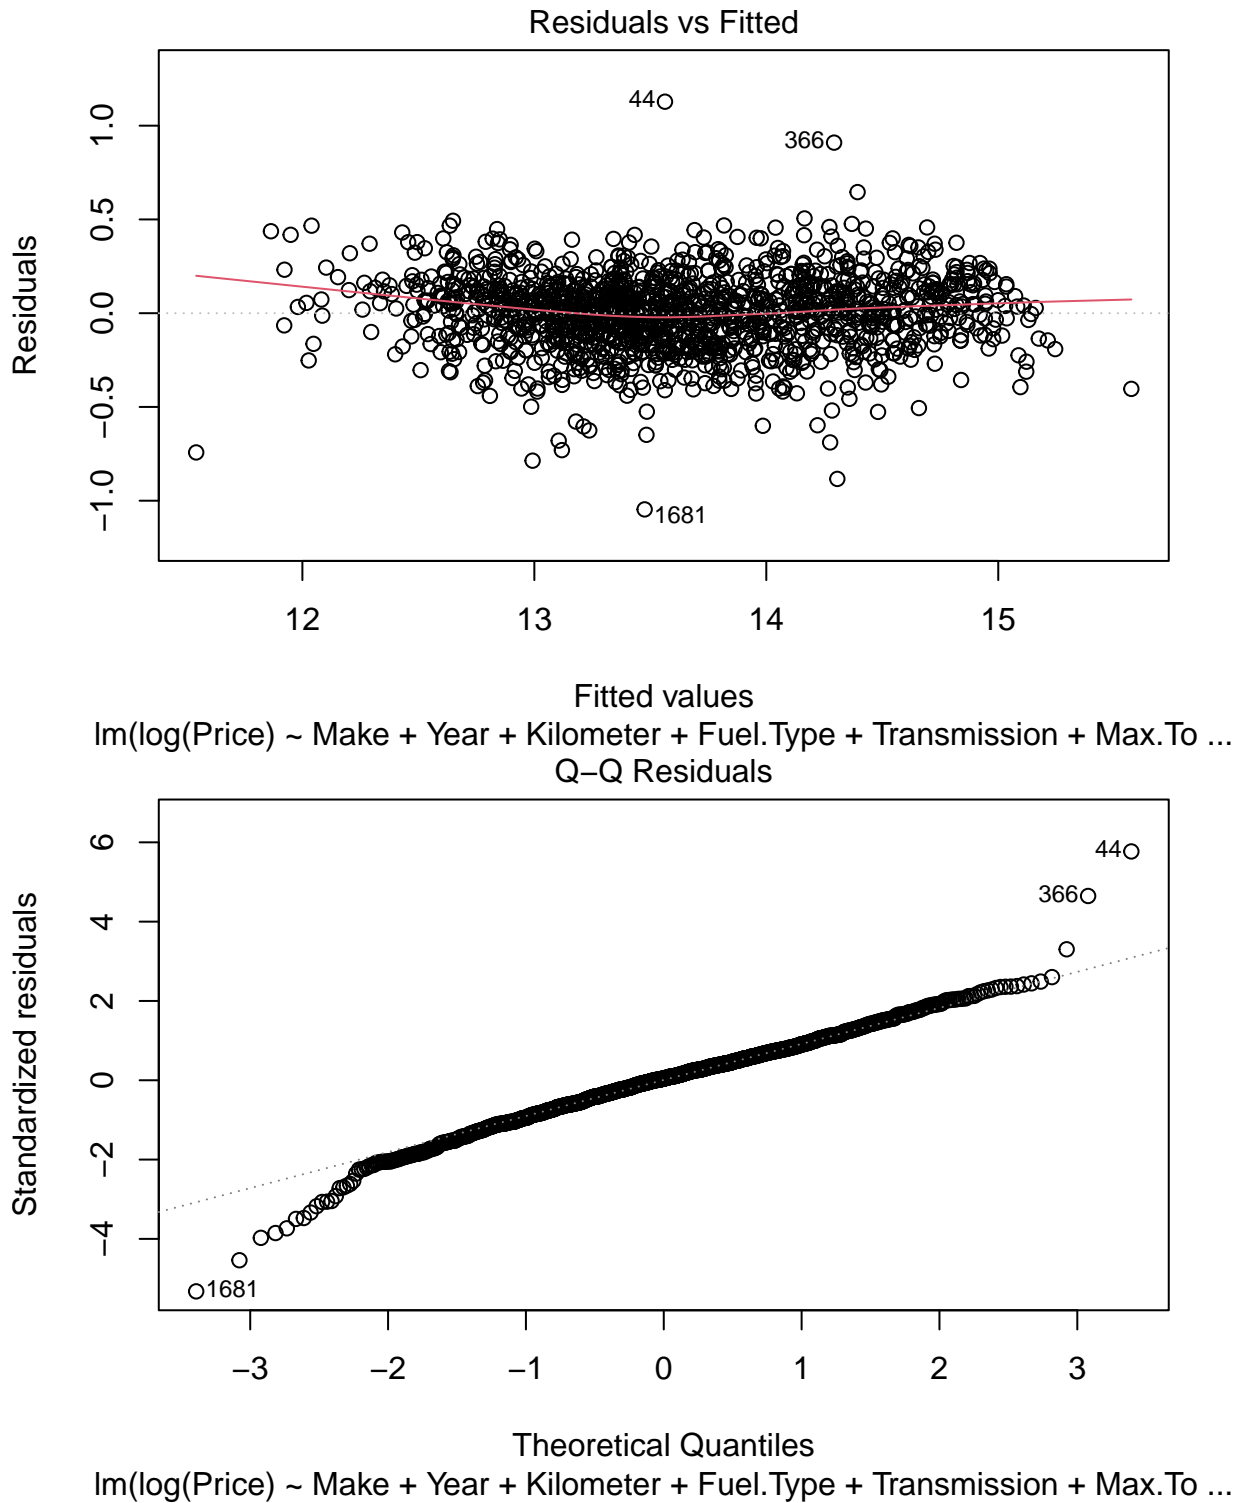 Residuals vs Fitted
Residuals
1.0
0.5
0.0
−0.5
−1.0
44
366
1681
12 13 14 15
Fitted values
lm(log(Price) ~ Make + Year + Kilometer + Fuel.Type + Transmission + Max.To ...
Q−Q Residuals
Standardized residuals
6
4
2
0
−2
−4
44
366
1681
−3 −2 −1 0 1 2 3
Theoretical Quantiles
lm(log(Price) ~ Make + Year + Kilometer + Fuel.Type + Transmission + Max.To ...